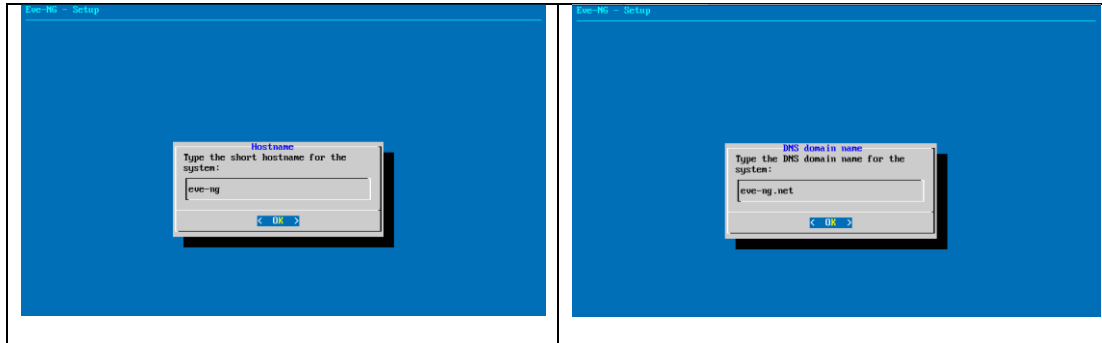 Eve-NG - Setup
Hostname
Type the short hostname for the
system:
eve-ng
< OK >
Eve-NG - Setup
DNS domain name
Type the DNS domain name for the
system:
eve-ng.net
< OK >